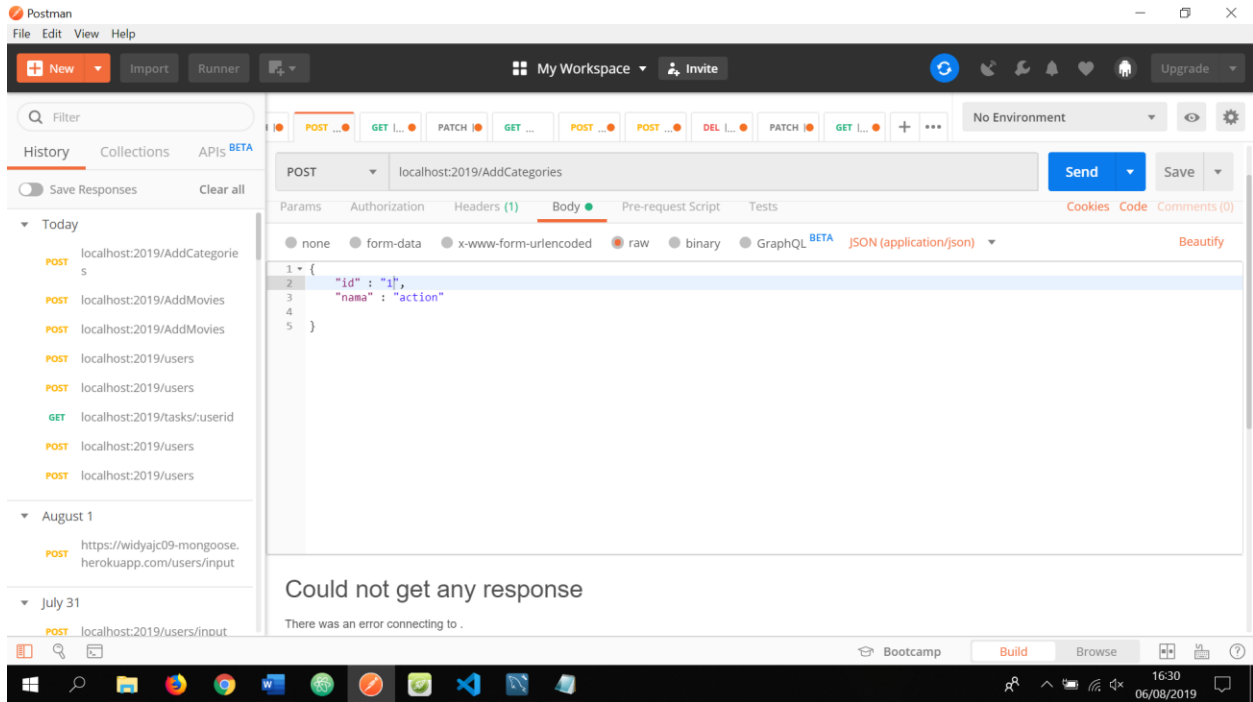 Postman
File Edit View Help
New Import Runner My Workspace Invite Upgrade
Filter
History Collections APIs BETA
Save Responses Clear all
Today
POST localhost:2019/AddCategorie
s
POST localhost:2019/AddMovies
POST localhost:2019/AddMovies
POST localhost:2019/users
POST localhost:2019/users
GET localhost:2019/tasks/:userid
POST localhost:2019/users
POST localhost:2019/users
August 1
POST https://widyajc09-mongoose.
herokuapp.com/users/input
July 31
POST localhost:2019/users/input
POST ... GET |... PATCH | GET ... POST ... POST ... DEL |... PATCH | GET |... + •••
No Environment
POST localhost:2019/AddCategories Send Save
Params Authorization Headers (1) Body Pre-request Script Tests Cookies Code Comments (0)
none form-data x-www-form-urlencoded raw binary GraphQL BETA JSON (application/json) Beautify
1 {
2 "id" : "1",
3 "nama" : "action"
4
5 }
Could not get any response
There was an error connecting to .
Bootcamp Build Browse
16:30
06/08/2019